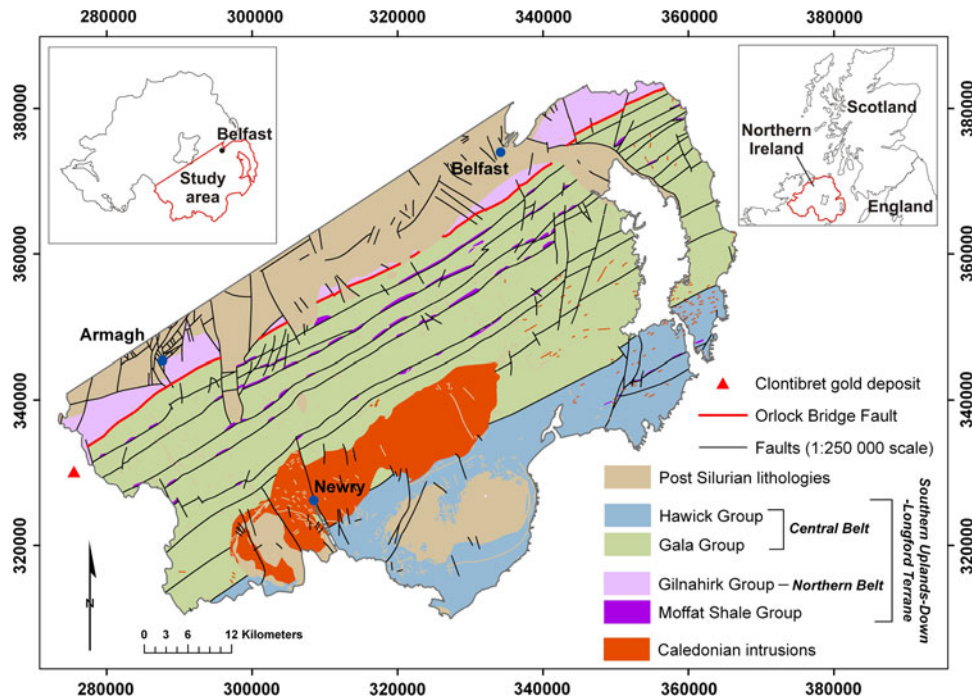 280000 300000 320000 340000 360000 380000
380000
360000
340000
320000
380000
360000
340000
320000
Belfast
Study
area
Scotland
Northern
Ireland
England
Belfast
Armagh
Newry
Clontibret gold deposit
Orlock Bridge Fault
Faults (1:250 000 scale)
Post Silurian lithologies
Hawick Group
Central Belt
Gala Group
Gilnahirk Group – Northern Belt
Moffat Shale Group
Caledonian intrusions
Southern Uplands-Down
-Longford Terrane
N
0 3 6 12 Kilometers
280000 300000 320000 340000 360000 380000